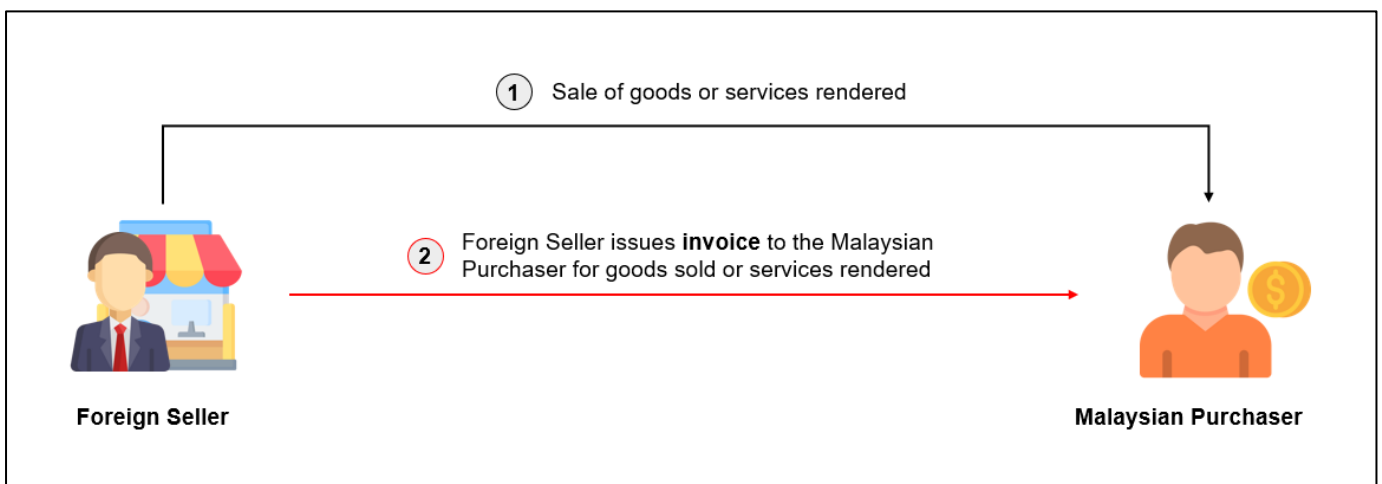 1 Sale of goods or services rendered
2 Foreign Seller issues invoice to the Malaysian
Purchaser for goods sold or services rendered
$
Foreign Seller
Malaysian Purchaser